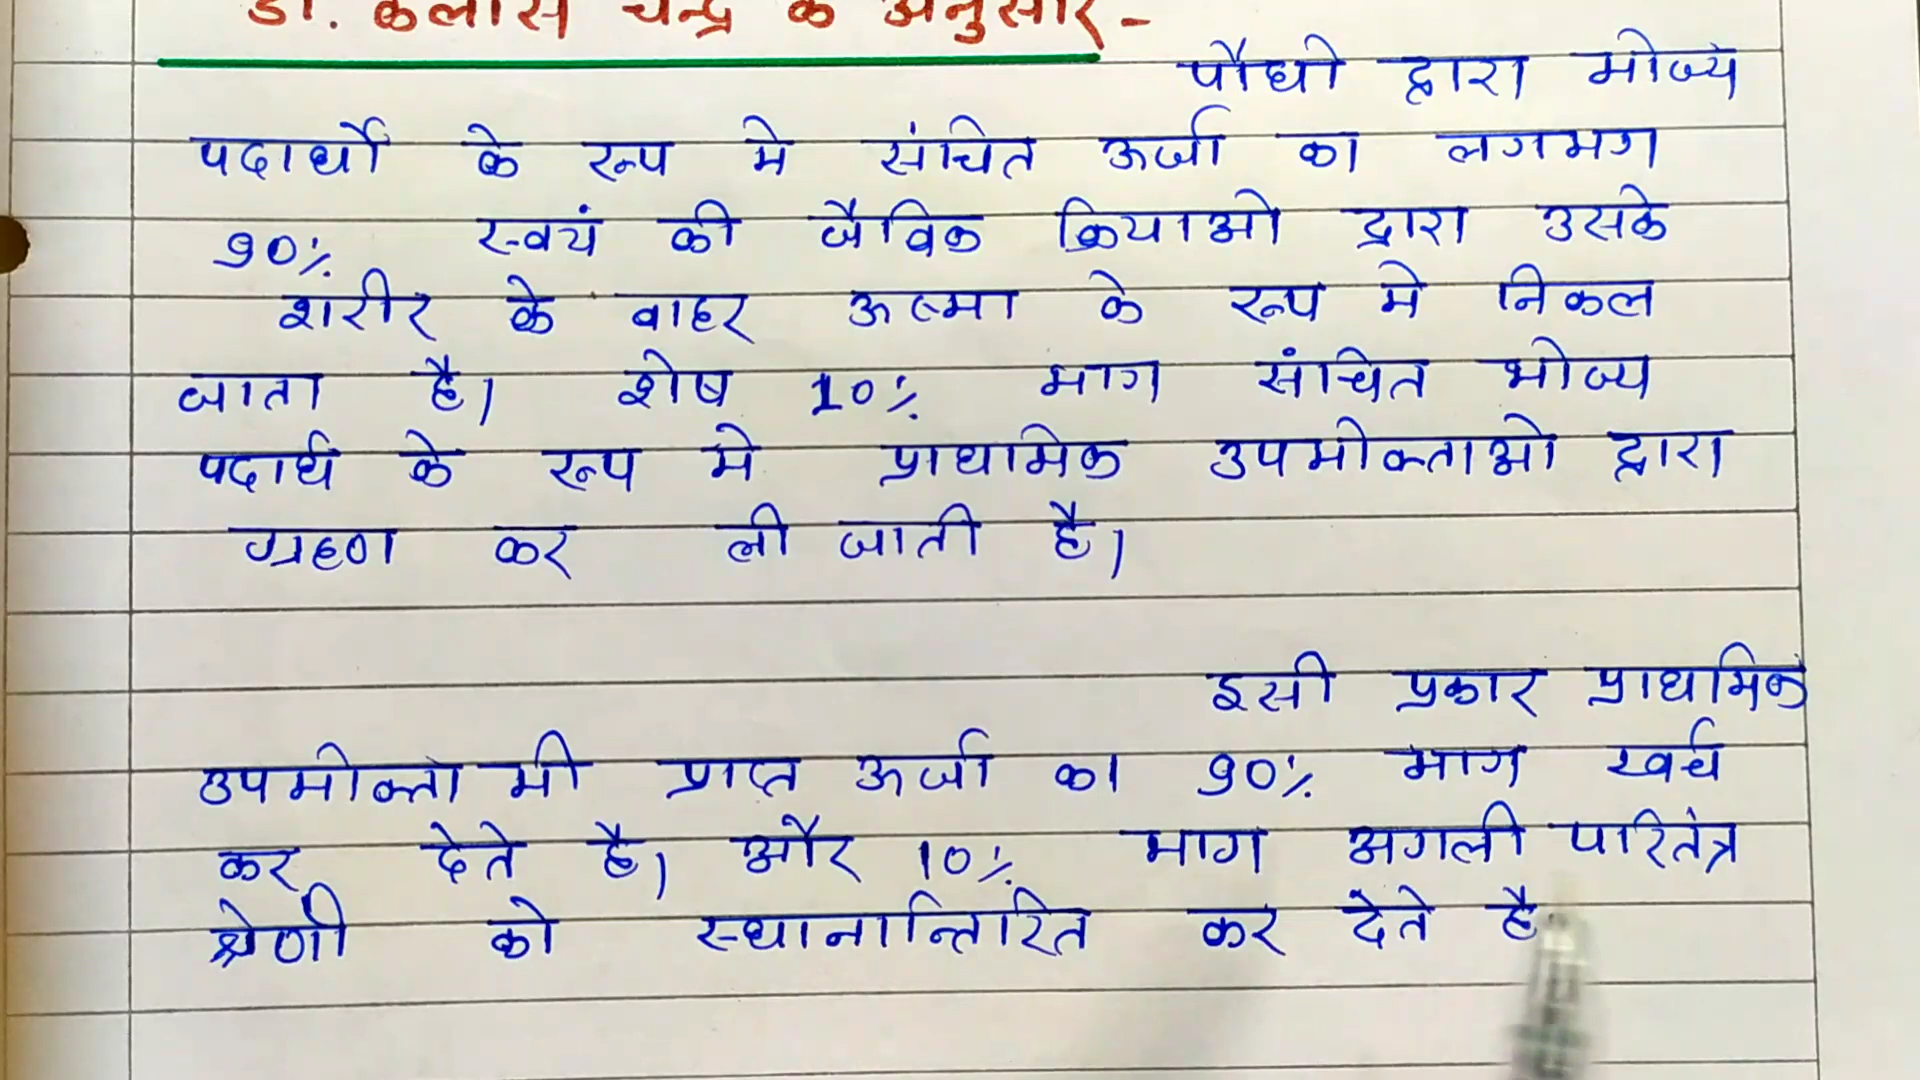 डा. कैलाश चन्द्र के अनुसार-
पौधो द्वारा भोज्य
पदार्थो के रूप मे संचित ऊर्जा का लगभग
90% स्वयं की जैविक क्रियाओ द्वारा उसके
शरीर के बाहर ऊष्मा के रूप मे निकल
जाता है। शेष 10% भाग संचित भोज्य
पदार्थ के रूप मे प्राथमिक उपभोक्ताओ द्वारा
ग्रहण कर ली जाती है।
इसी प्रकार प्राथमिक
उपभोक्ता भी प्राप्त ऊर्जा का 90% भाग खर्च
कर देते है। और 10% भाग अगली पारितंत्र
श्रेणी को स्थानान्तिरित कर देते है